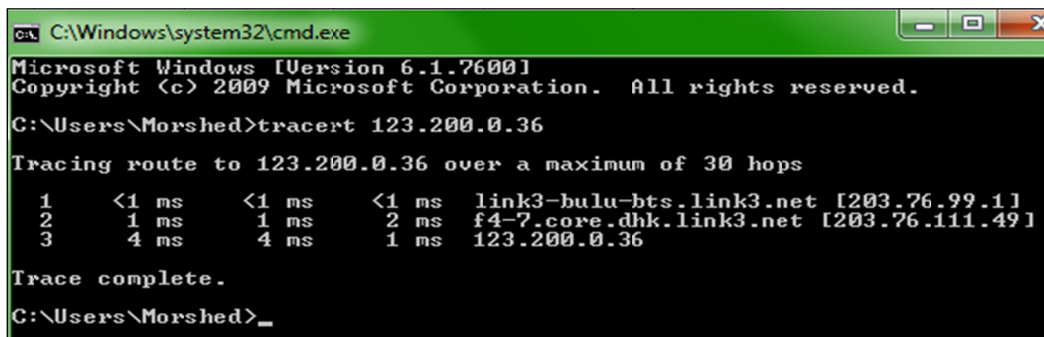 C:\Windows\system32\cmd.exe
Microsoft Windows [Version 6.1.7600]
Copyright (c) 2009 Microsoft Corporation.  All rights reserved.
C:\Users\Morshed>tracert 123.200.0.36
Tracing route to 123.200.0.36 over a maximum of 30 hops
1 <1 ms <1 ms <1 ms link3-bulu-bts.link3.net [203.76.99.1]
2 1 ms 1 ms 2 ms f4-7.core.dhk.link3.net [203.76.111.49]
3 4 ms 4 ms 1 ms 123.200.0.36
Trace complete.
C:\Users\Morshed>_